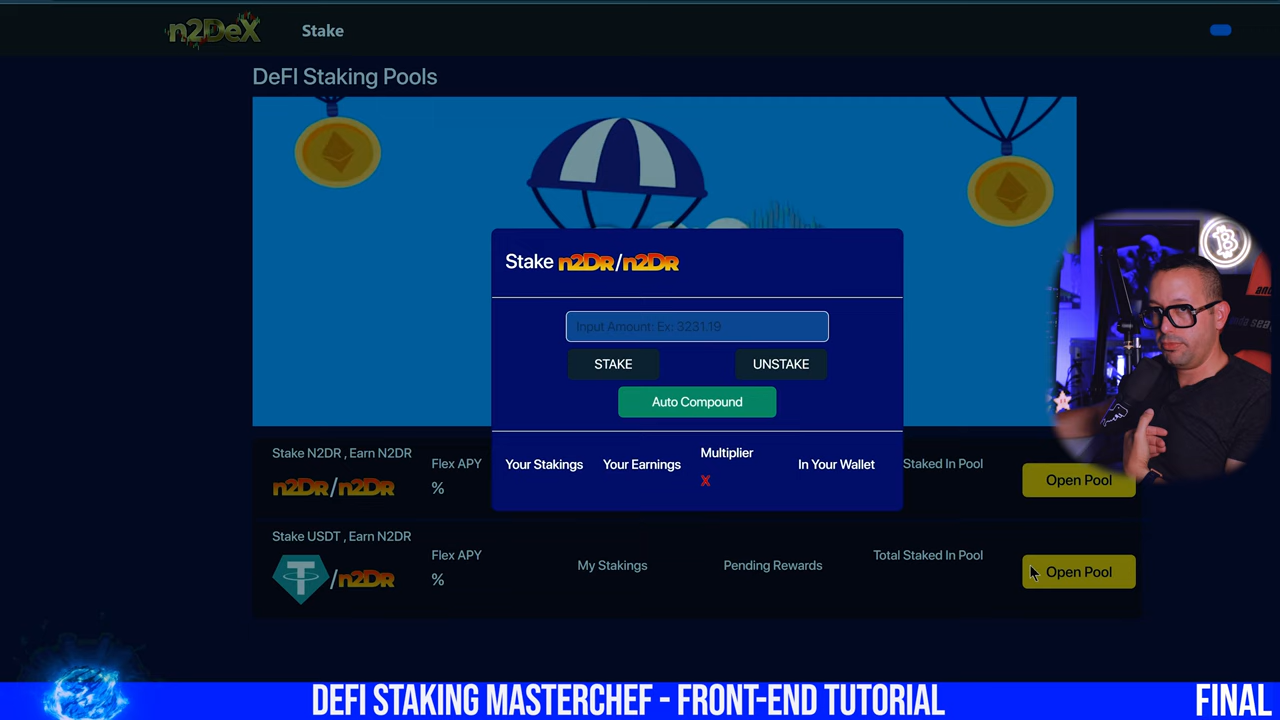 n2DeX Stake
DeFI Staking Pools
Stake n2DR/n2DR
Input Amount: Ex: 3231.19
STAKE UNSTAKE
Auto Compound
Your Stakings Your Earnings Multiplier In Your Wallet
X
Stake N2DR , Earn N2DR
n2DR/n2DR
Flex APY
%
Staked In Pool
Open Pool
Stake USDT , Earn N2DR
T/n2DR
Flex APY
%
My Stakings
Pending Rewards
Total Staked In Pool
Open Pool
DEFI STAKING MASTERCHEF - FRONT-END TUTORIAL
FINAL